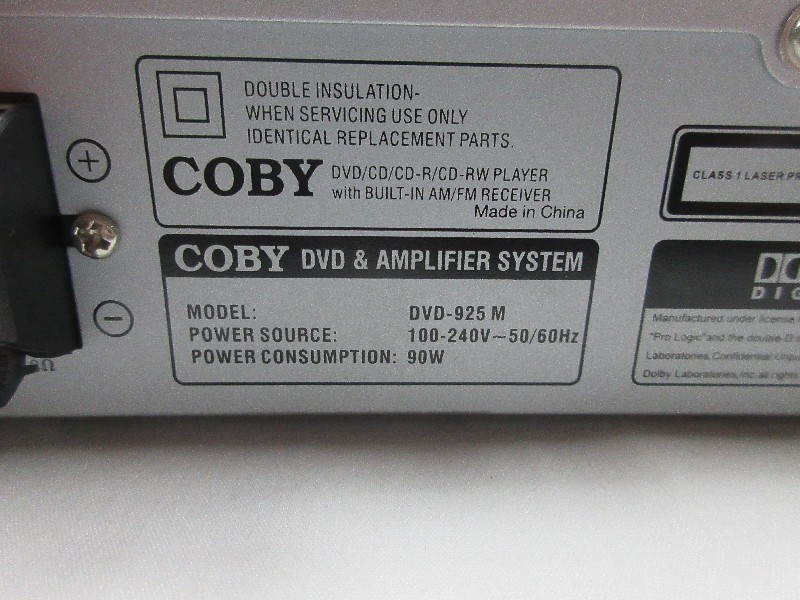 DOUBLE INSULATION-
WHEN SERVICING USE ONLY
IDENTICAL REPLACEMENT PARTS.
COBY DVD/CD/CD-R/CD-RW PLAYER
with BUILT-IN AM/FM RECEIVER
Made in China
COBY DVD & AMPLIFIER SYSTEM
MODEL: DVD-925 M
POWER SOURCE: 100-240V~50/60Hz
POWER CONSUMPTION: 90W
+
-
Ω
CLASS 1 LASER PR
DO
DIG
Manufactured under license
"Pro Logic" and the double-D
Laboratories. Confidential
Dolby Laboratories, Inc. all rights